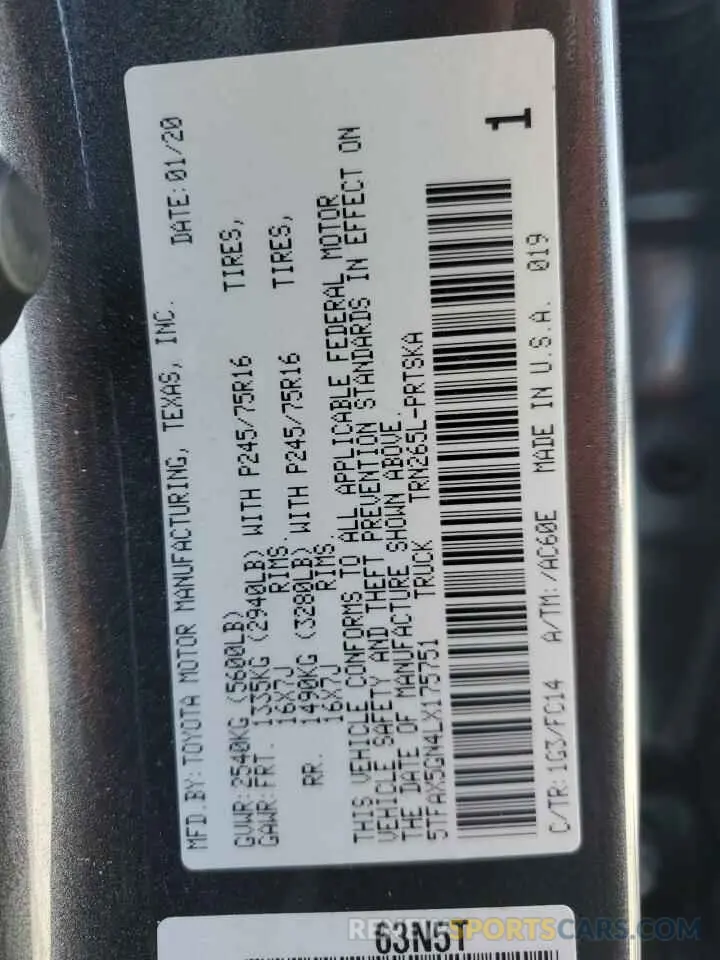 MFD.BY:TOYOTA MOTOR MANUFACTURING, TEXAS, INC. DATE:01/20
GVWR:2540KG (5600LB)
GAWR:FRT. 1335KG (2940LB) WITH P245/75R16 TIRES,
16X7J RIMS.
RR. 1490KG (3280LB) WITH P245/75R16 TIRES,
16X7J RIMS.
THIS VEHICLE CONFORMS TO ALL APPLICABLE FEDERAL MOTOR
VEHICLE SAFETY AND THEFT PREVENTION STANDARDS IN EFFECT ON
THE DATE OF MANUFACTURE SHOWN ABOVE.
5TFAX5GN4LX175751 TRUCK TRN265L-PRTSKA
1
C/TR:1G3/FC14 A/TM:/AC60E MADE IN U.S.A. 019
63N5T
REVERSPORTSCARS.COM